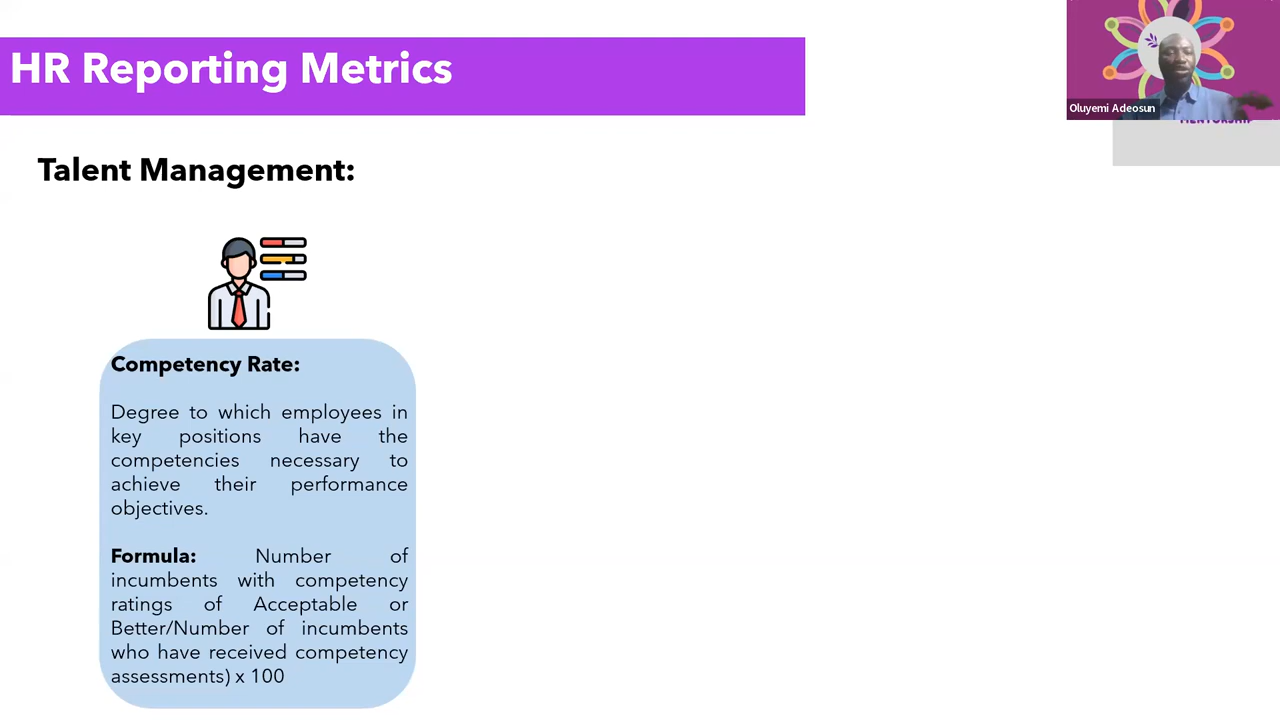 HR Reporting Metrics
Oluyemi Adeosun
Talent Management:
Competency Rate:
Degree to which employees in
key positions have the
competencies necessary to
achieve their performance
objectives.
Formula: Number of
incumbents with competency
ratings of Acceptable or
Better/Number of incumbents
who have received competency
assessments) x 100